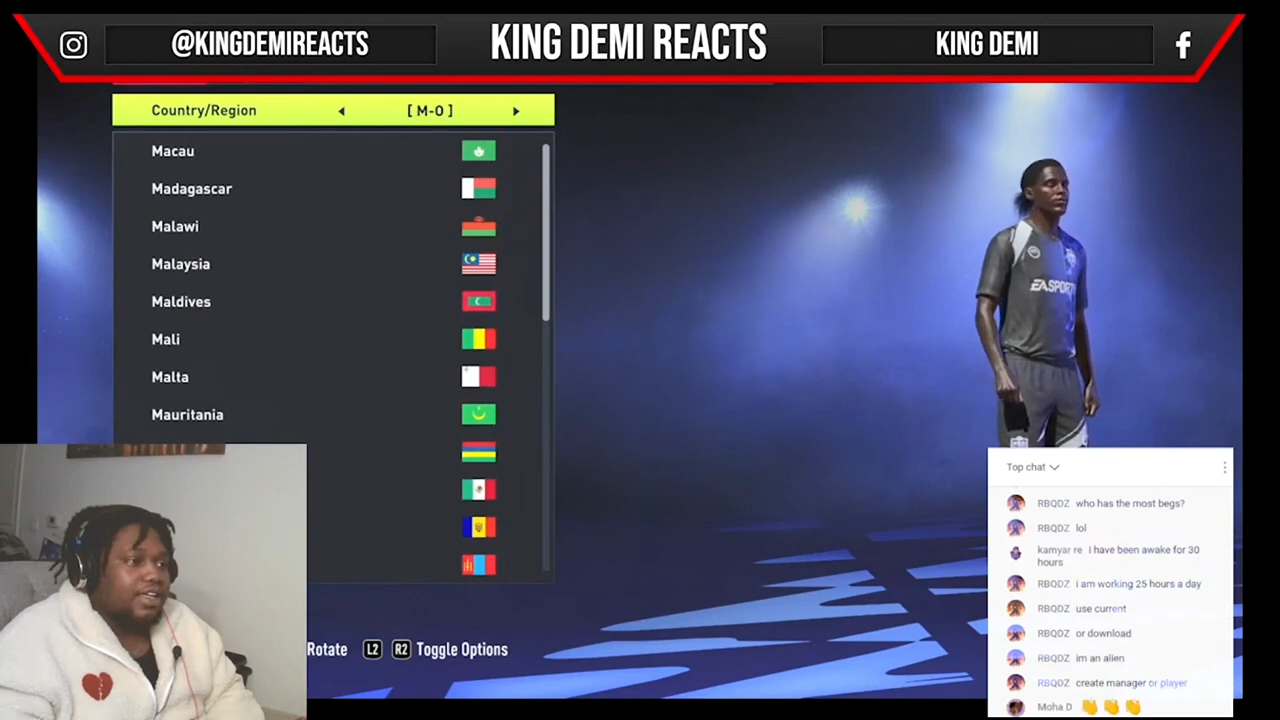 @KINGDEMIREACTS
KING DEMI REACTS
KING DEMI
Country/Region
[ M-O ]
Macau
Madagascar
Malawi
Malaysia
Maldives
Mali
Malta
Mauritania
EA SPORT
Rotate L2 R2 Toggle Options
Top chat
RBQDZ who has the most begs?
RBQDZ lol
kamyar re i have been awake for 30
hours
RBQDZ i am working 25 hours a day
RBQDZ use current
RBQDZ or download
RBQDZ im an alien
RBQDZ create manager or player
Moha D